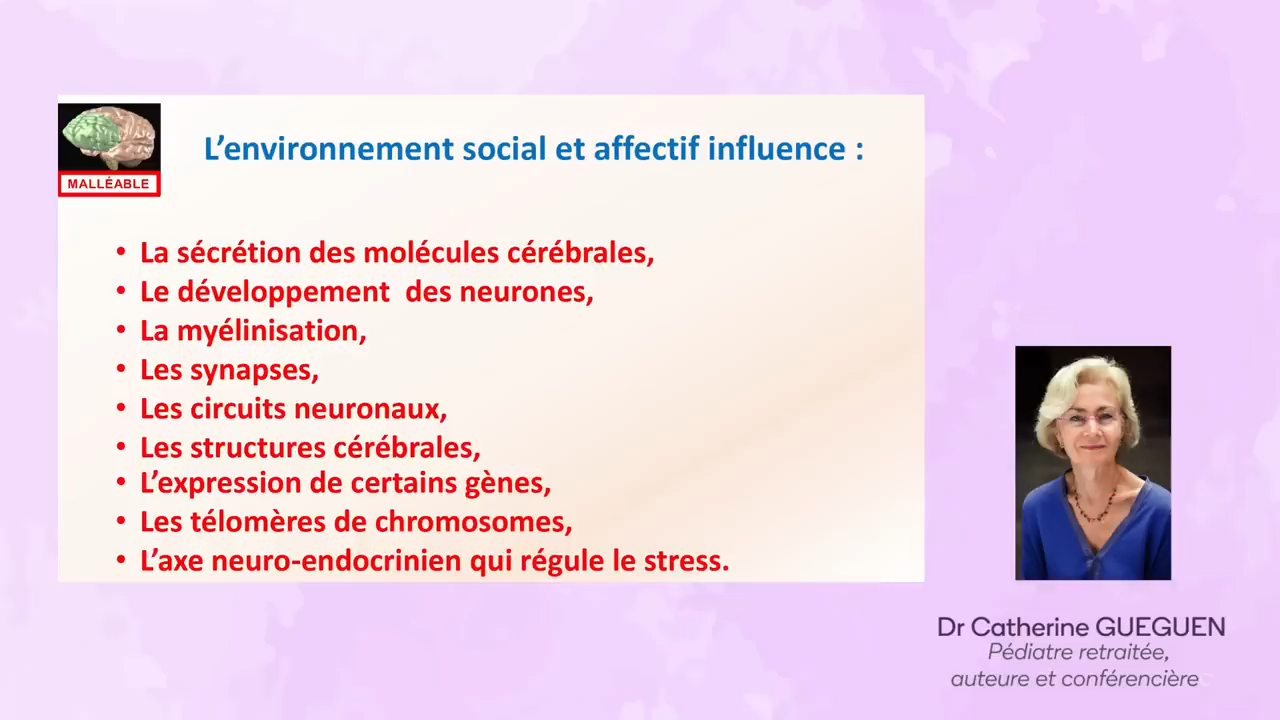 MALLÉABLE
L’environnement social et affectif influence :
• La sécrétion des molécules cérébrales,
• Le développement  des neurones,
• La myélinisation,
• Les synapses,
• Les circuits neuronaux,
• Les structures cérébrales,
• L’expression de certains gènes,
• Les télomères de chromosomes,
• L’axe neuro-endocrinien qui régule le stress.
Dr Catherine GUEGUEN
Pédiatre retraitée,
auteure et conférencière